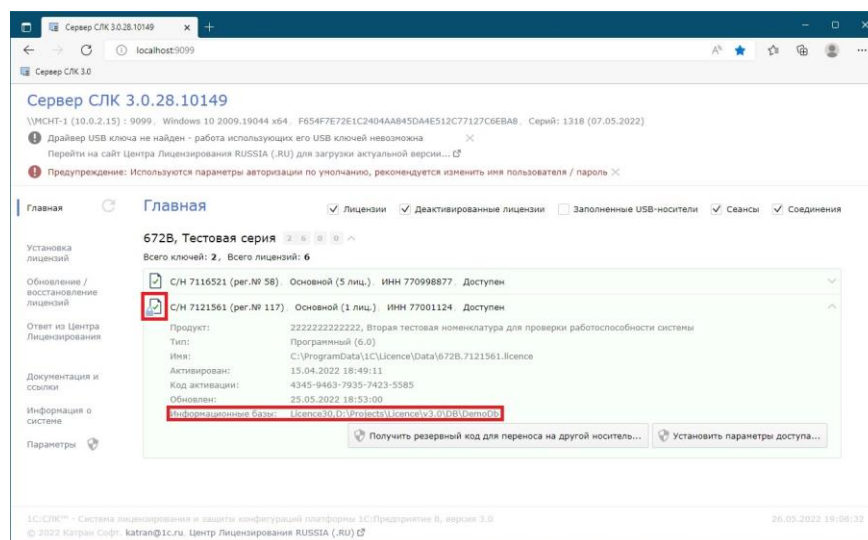 Сервер СЛК 3.0.28.10149
localhost:9099
Сервер СЛК 3.0
Сервер СЛК 3.0.28.10149
\\MCHT-1 (10.0.2.15) : 9099, Windows 10 2009.19044 x64, F654F7E72E1C2404AA845DA4E512C77127C6EBA8, Серий: 1318 (07.05.2022)
Драйвер USB ключа не найден - работа использующих его USB ключей невозможна
Перейти на сайт Центра Лицензирования RUSSIA (.RU) для загрузки актуальной версии...
Предупреждение: Используются параметры авторизации по умолчанию, рекомендуется изменить имя пользователя / пароль
Главная
Главная
Лицензии Деактивированные лицензии Заполненные USB-носители Сеансы Соединения
Установка лицензий
Обновление / восстановление лицензий
Ответ из Центра Лицензирования
Документация и ссылки
Информация о системе
Параметры
672B, Тестовая серия 2 6 0 0
Всего ключей: 2, Всего лицензий: 6
С/Н 7116521 (рег.№ 58), Основной (5 лиц.), ИНН 770998877, Доступен
С/Н 7121561 (рег.№ 117), Основной (1 лиц.), ИНН 77001124, Доступен
Продукт: 222222222222, Вторая тестовая номенклатура для проверки работоспособности системы
Тип: Програмный (6.0)
Имя: C:\ProgramData\1C\Licence\Data\672B.7121561.licence
Активирован: 15.04.2022 18:49:11
Код активации: 4345-9463-7935-7423-5585
Обновлен: 25.05.2022 18:53:00
Информационные базы: Licence30,D:\Projects\Licence\v3.0\DB\DemoDb
Получить резервный код для переноса на другой носитель... Установить параметры доступа...
1С:СЛК™ - Система лицензирования и защиты конфигураций платформы 1С:Предприятие 8, версия 3.0
26.05.2022 19:06:32
© 2022 Катран Софт, katran@1c.ru, Центр Лицензирования RUSSIA (.RU)